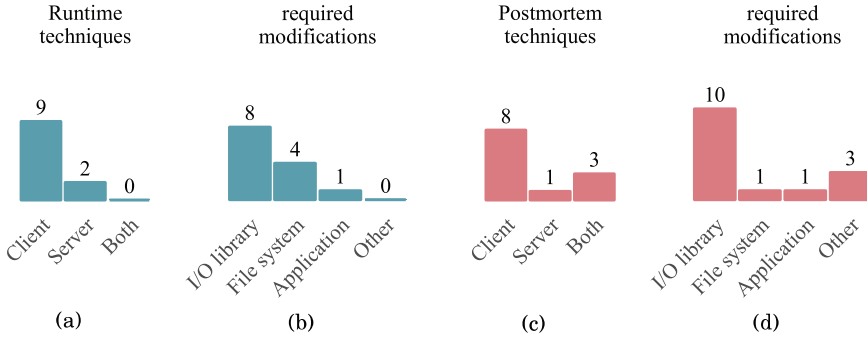 Runtime
techniques
9
2
0
Client
Server
Both
(a)
required
modifications
8
4
1
0
I/O library
File system
Application
Other
(b)
Postmortem
techniques
8
1
3
Client
Server
Both
(c)
required
modifications
10
1
1
3
I/O library
File system
Application
Other
(d)